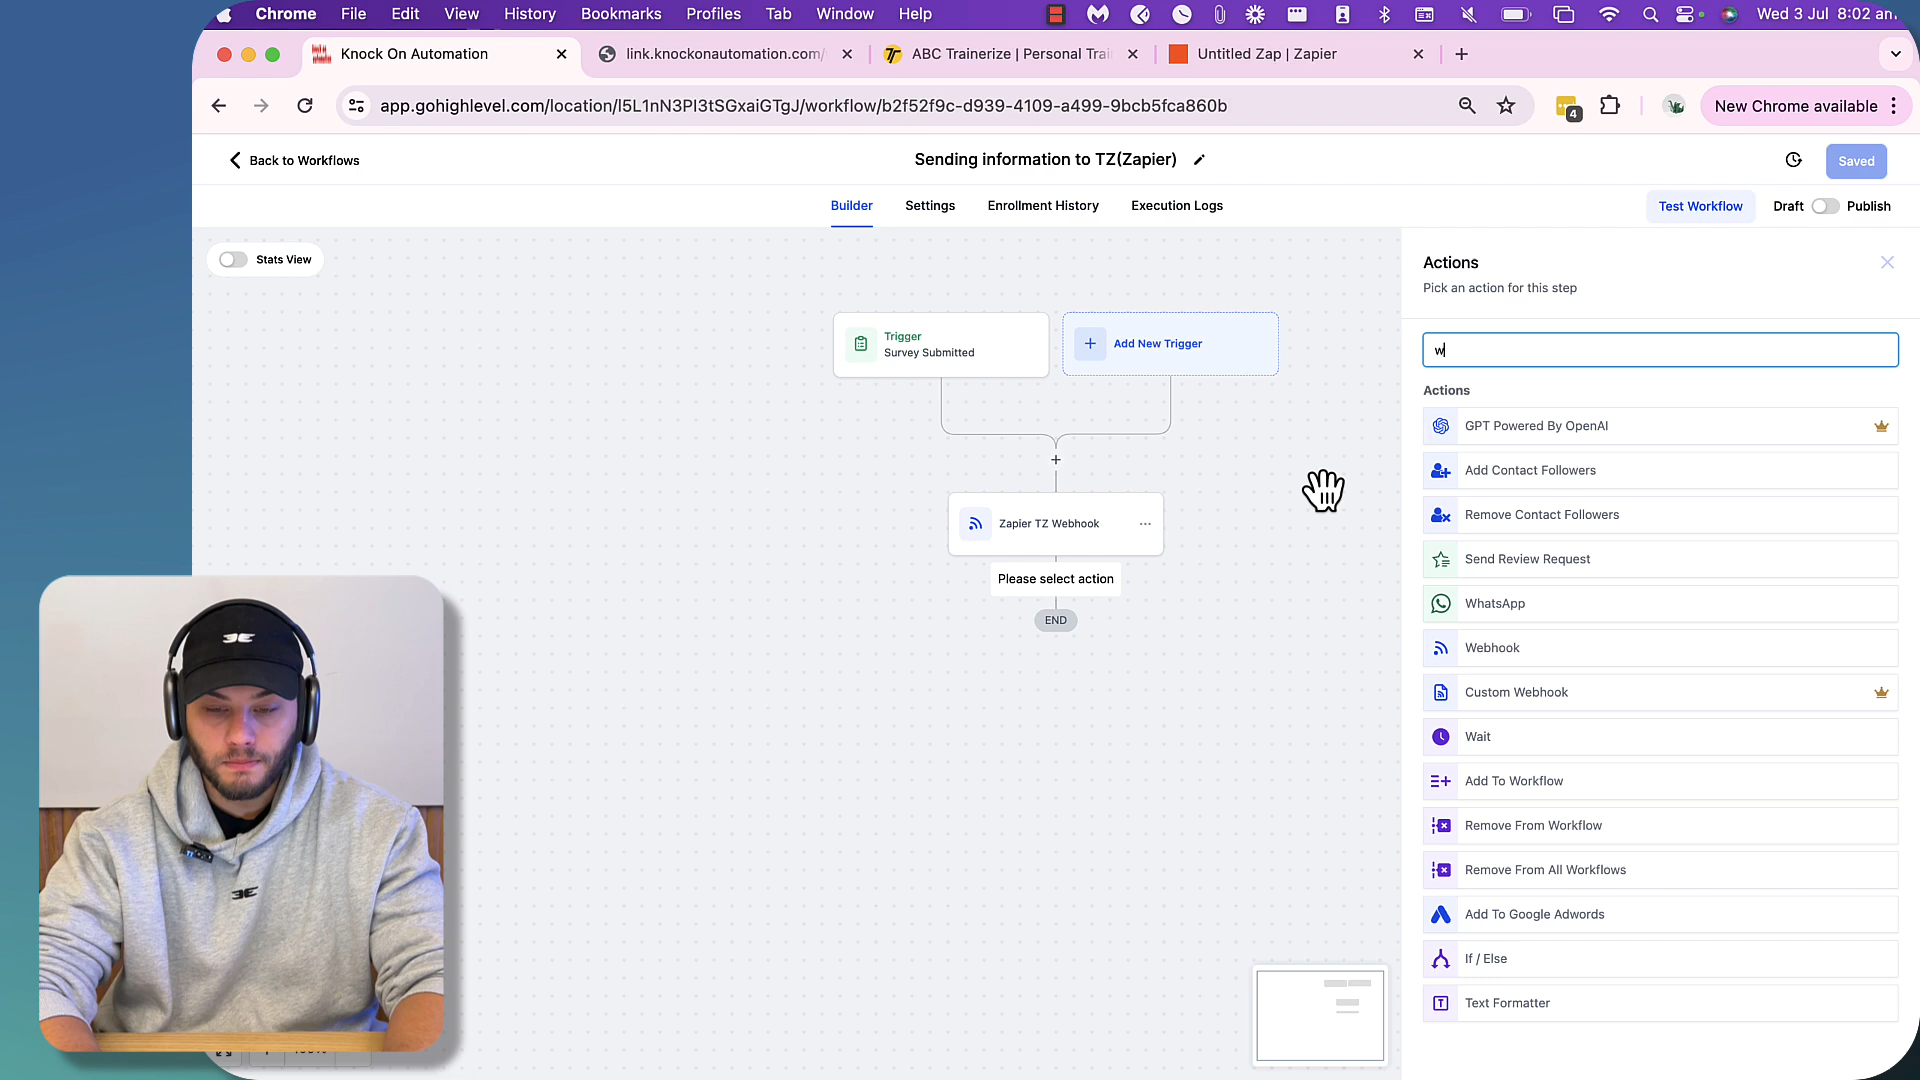 Chrome File Edit View History Bookmarks Profiles Tab Window Help Wed 3 Jul 8:02 am
Knock On Automation link.knockonautomation.com/ ABC Trainerize | Personal Trai Untitled Zap | Zapier
app.gohighlevel.com/location/I5L1nN3PI3tSGxaiGTgJ/workflow/b2f52f9c-d939-4109-a499-9bcb5fca860b 4 New Chrome available
Back to Workflows Sending information to TZ(Zapier) Saved
Builder Settings Enrollment History Execution Logs Test Workflow Draft Publish
Stats View
Actions
Pick an action for this step
Trigger
Survey Submitted
Add New Trigger
w
Actions
GPT Powered By OpenAI
Add Contact Followers
Remove Contact Followers
Zapier TZ Webhook
Send Review Request
Please select action
WhatsApp
END
Webhook
Custom Webhook
Wait
Add To Workflow
Remove From Workflow
Remove From All Workflows
Add To Google Adwords
If / Else
Text Formatter